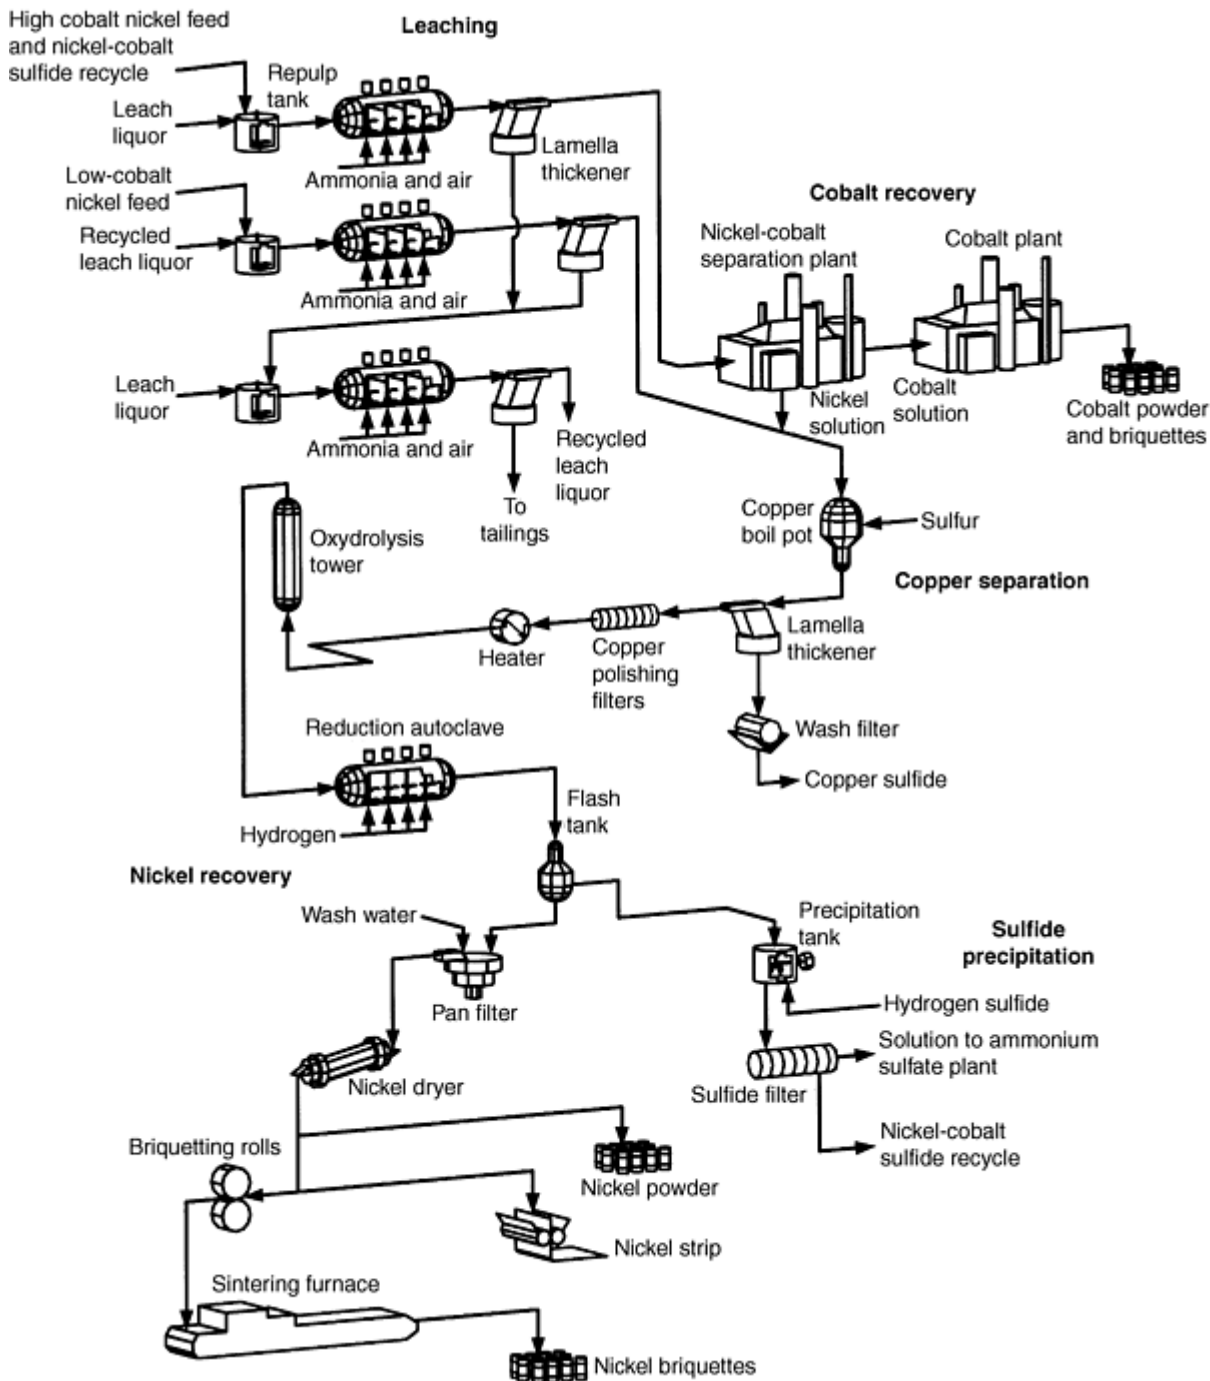 High cobalt nickel feed
and nickel-cobalt
sulfide recycle
Leaching
Repulp
tank
Leach
liquor
Lamella
thickener
Ammonia and air
Low-cobalt
nickel feed
Recycled
leach liquor
Ammonia and air
Cobalt recovery
Nickel-cobalt
separation plant
Cobalt plant
Leach
liquor
Ammonia and air
Recycled
leach
liquor
To
tailings
Nickel
solution
Cobalt
solution
Cobalt powder
and briquettes
Oxydrolysis
tower
Copper
boil pot
Sulfur
Copper separation
Heater
Copper
polishing
filters
Lamella
thickener
Wash filter
Copper sulfide
Reduction autoclave
Hydrogen
Flash
tank
Nickel recovery
Wash water
Pan filter
Precipitation
tank
Sulfide
precipitation
Hydrogen sulfide
Solution to ammonium
sulfate plant
Sulfide filter
Nickel-cobalt
sulfide recycle
Nickel dryer
Briquetting rolls
Nickel powder
Nickel strip
Sintering furnace
Nickel briquettes